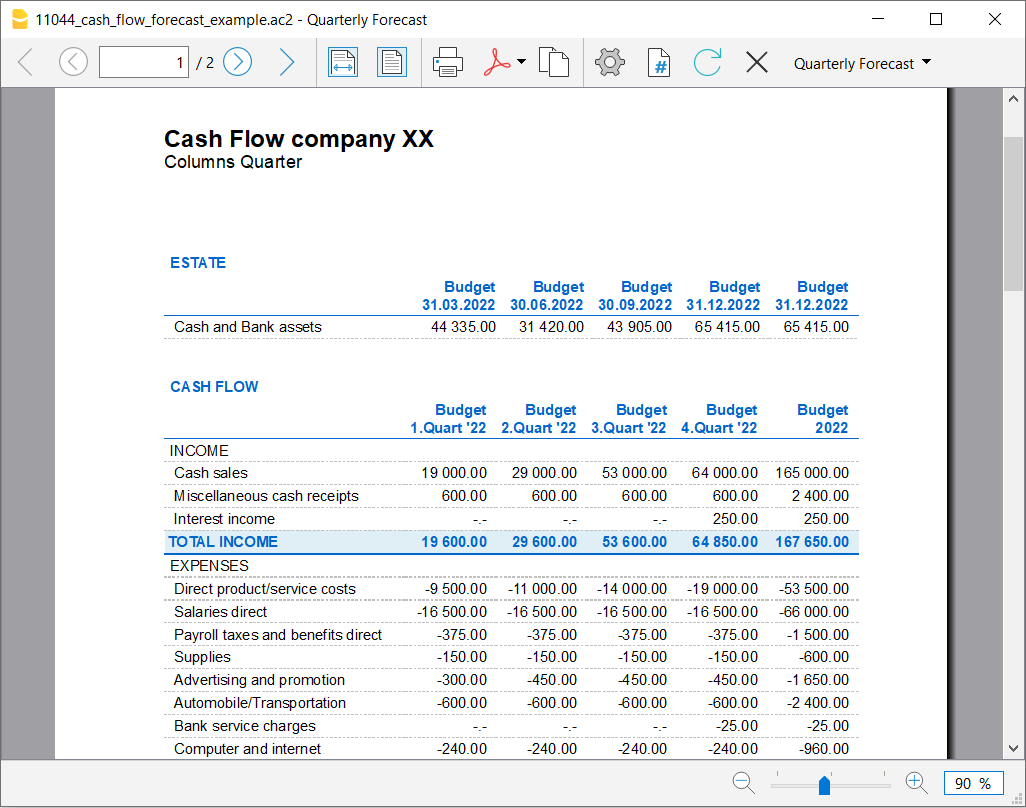 11044_cash_flow_forecast_example.ac2 - Quarterly Forecast
1 / 2 # Quarterly Forecast
Cash Flow company XX
Columns Quarter
ESTATE
Budget Budget Budget Budget Budget
31.03.2022 30.06.2022 30.09.2022 31.12.2022 31.12.2022
Cash and Bank assets 44 335.00 31 420.00 43 905.00 65 415.00 65 415.00
CASH FLOW
Budget Budget Budget Budget Budget
1.Quart '22 2.Quart '22 3.Quart '22 4.Quart '22 2022
INCOME
Cash sales 19 000.00 29 000.00 53 000.00 64 000.00 165 000.00
Miscellaneous cash receipts 600.00 600.00 600.00 600.00 2 400.00
Interest income -.- -.- -.- 250.00 250.00
TOTAL INCOME 19 600.00 29 600.00 53 600.00 64 850.00 167 650.00
EXPENSES
Direct product/service costs -9 500.00 -11 000.00 -14 000.00 -19 000.00 -53 500.00
Salaries direct -16 500.00 -16 500.00 -16 500.00 -16 500.00 -66 000.00
Payroll taxes and benefits direct -375.00 -375.00 -375.00 -375.00 -1 500.00
Supplies -150.00 -150.00 -150.00 -150.00 -600.00
Advertising and promotion -300.00 -450.00 -450.00 -450.00 -1 650.00
Automobile/Transportation -600.00 -600.00 -600.00 -600.00 -2 400.00
Bank service charges -.- -.- -.- -25.00 -25.00
Computer and internet -240.00 -240.00 -240.00 -240.00 -960.00
90 %